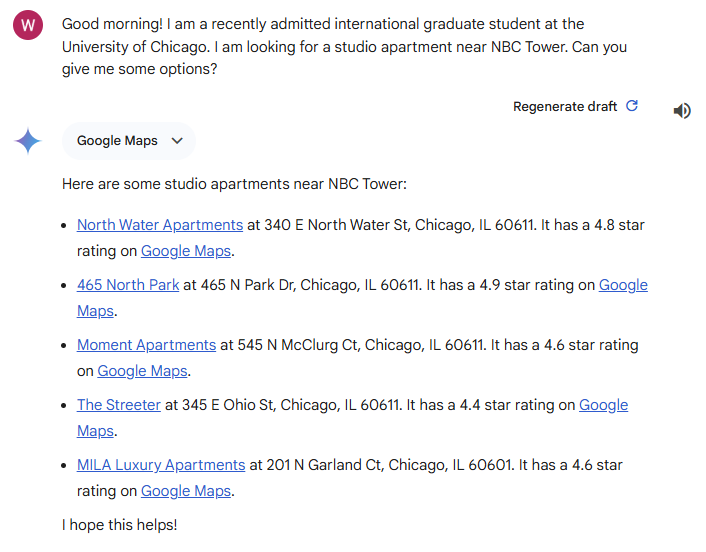 W
Good morning! I am a recently admitted international graduate student at the
University of Chicago. I am looking for a studio apartment near NBC Tower. Can you
give me some options?
Regenerate draft
Google Maps
Here are some studio apartments near NBC Tower:
• North Water Apartments at 340 E North Water St, Chicago, IL 60611. It has a 4.8 star
rating on Google Maps.
• 465 North Park at 465 N Park Dr, Chicago, IL 60611. It has a 4.9 star rating on Google
Maps.
• Moment Apartments at 545 N McClurg Ct, Chicago, IL 60611. It has a 4.6 star rating
on Google Maps.
• The Streeter at 345 E Ohio St, Chicago, IL 60611. It has a 4.4 star rating on Google
Maps.
• MILA Luxury Apartments at 201 N Garland Ct, Chicago, IL 60601. It has a 4.6 star
rating on Google Maps.
I hope this helps!